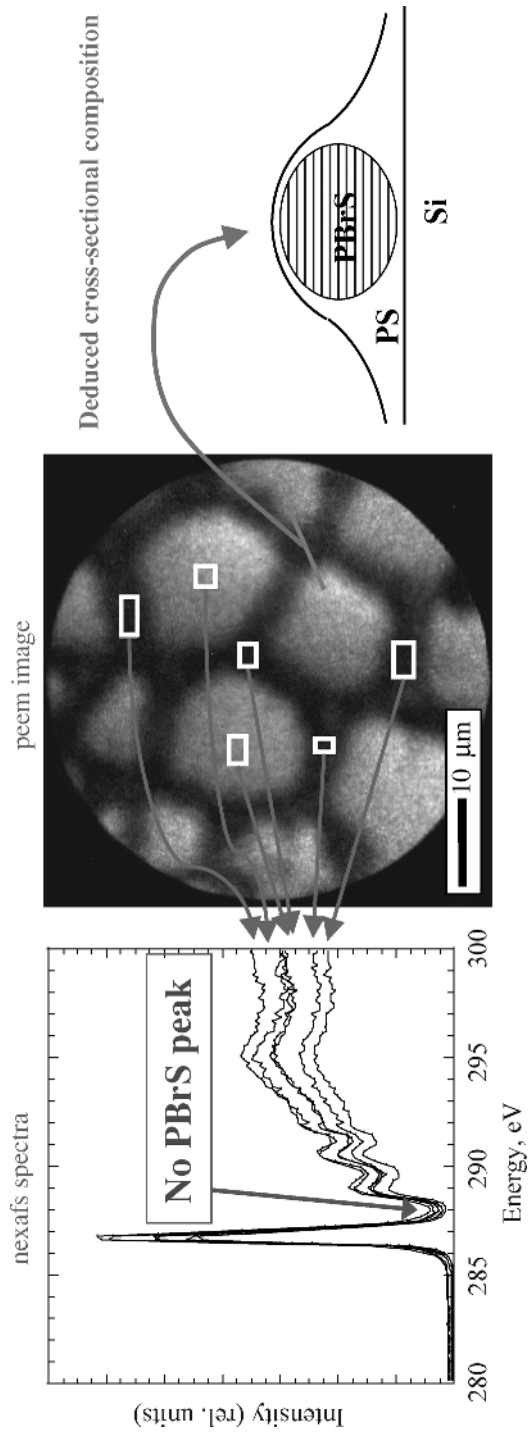 nexafs spectra
No PBrS peak
Intensity (rel. units)
280
285
290
295
300
Energy, eV
peem image
10 µm
Deduced cross-sectional composition
PBrS
PS
Si